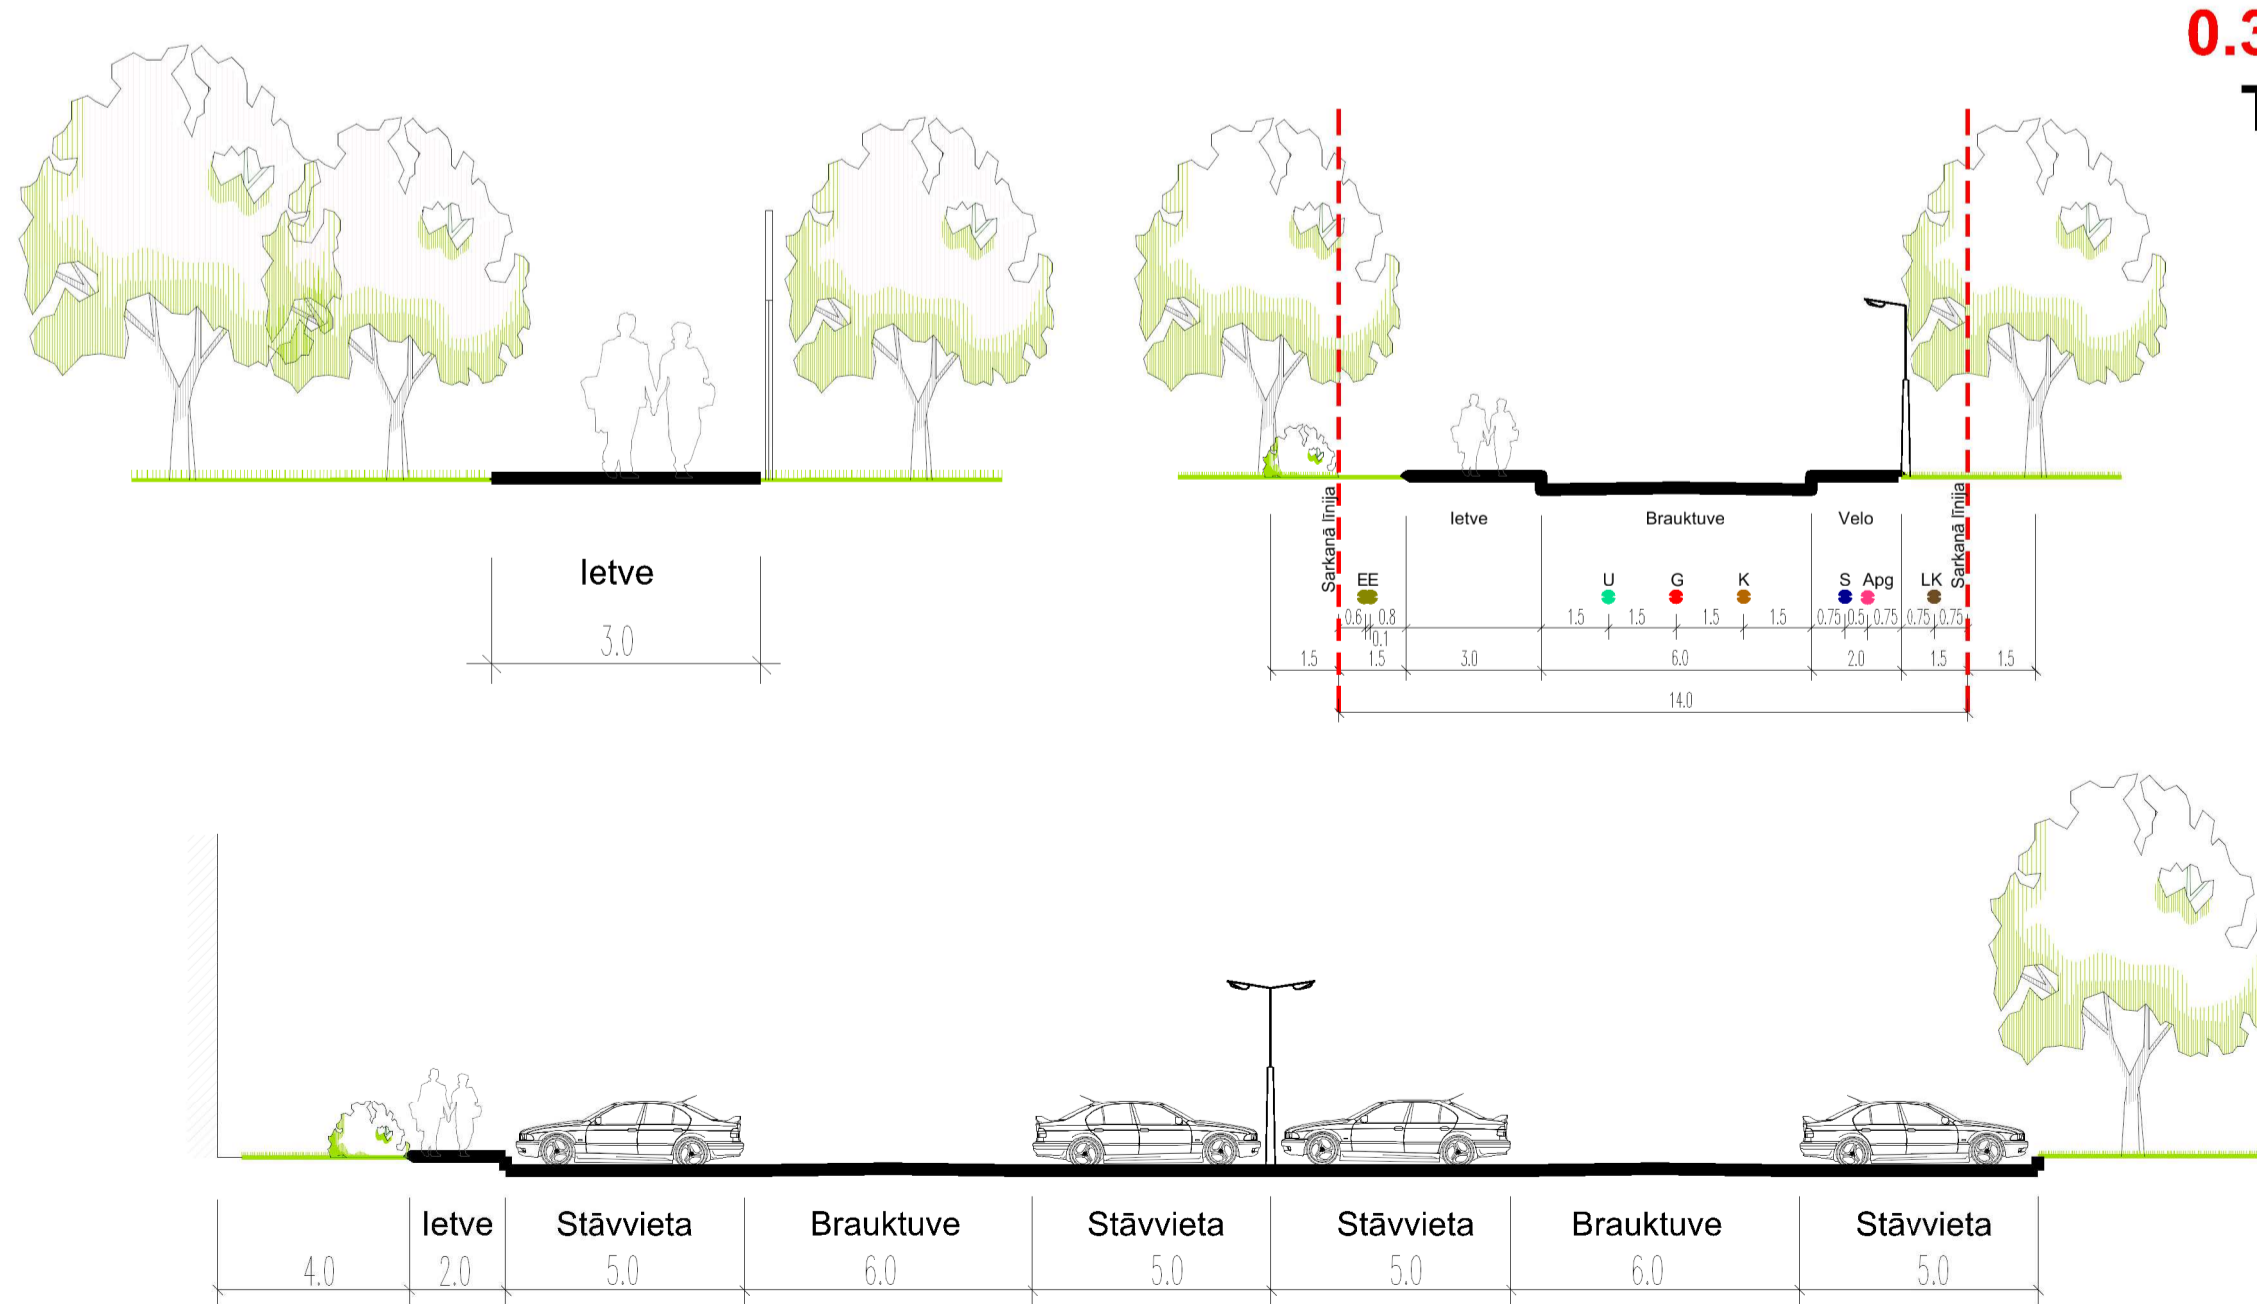 0.3
T
Ietve
3.0
Sarkanā līnija
Ietve
Brauktuve
Velo
Sarkanā līnija
EE
U
G
K
S
Apg
LK
0.6 0.8 1.5 1.5 1.5 1.5 0.75 0.5 0.75 0.75 0.75
0.1
1.5 1.5 3.0 6.0 2.0 1.5 1.5
14.0
Ietve Stāvvieta Brauktuve Stāvvieta Stāvvieta Brauktuve Stāvvieta
4.0 2.0 5.0 6.0 5.0 5.0 6.0 5.0